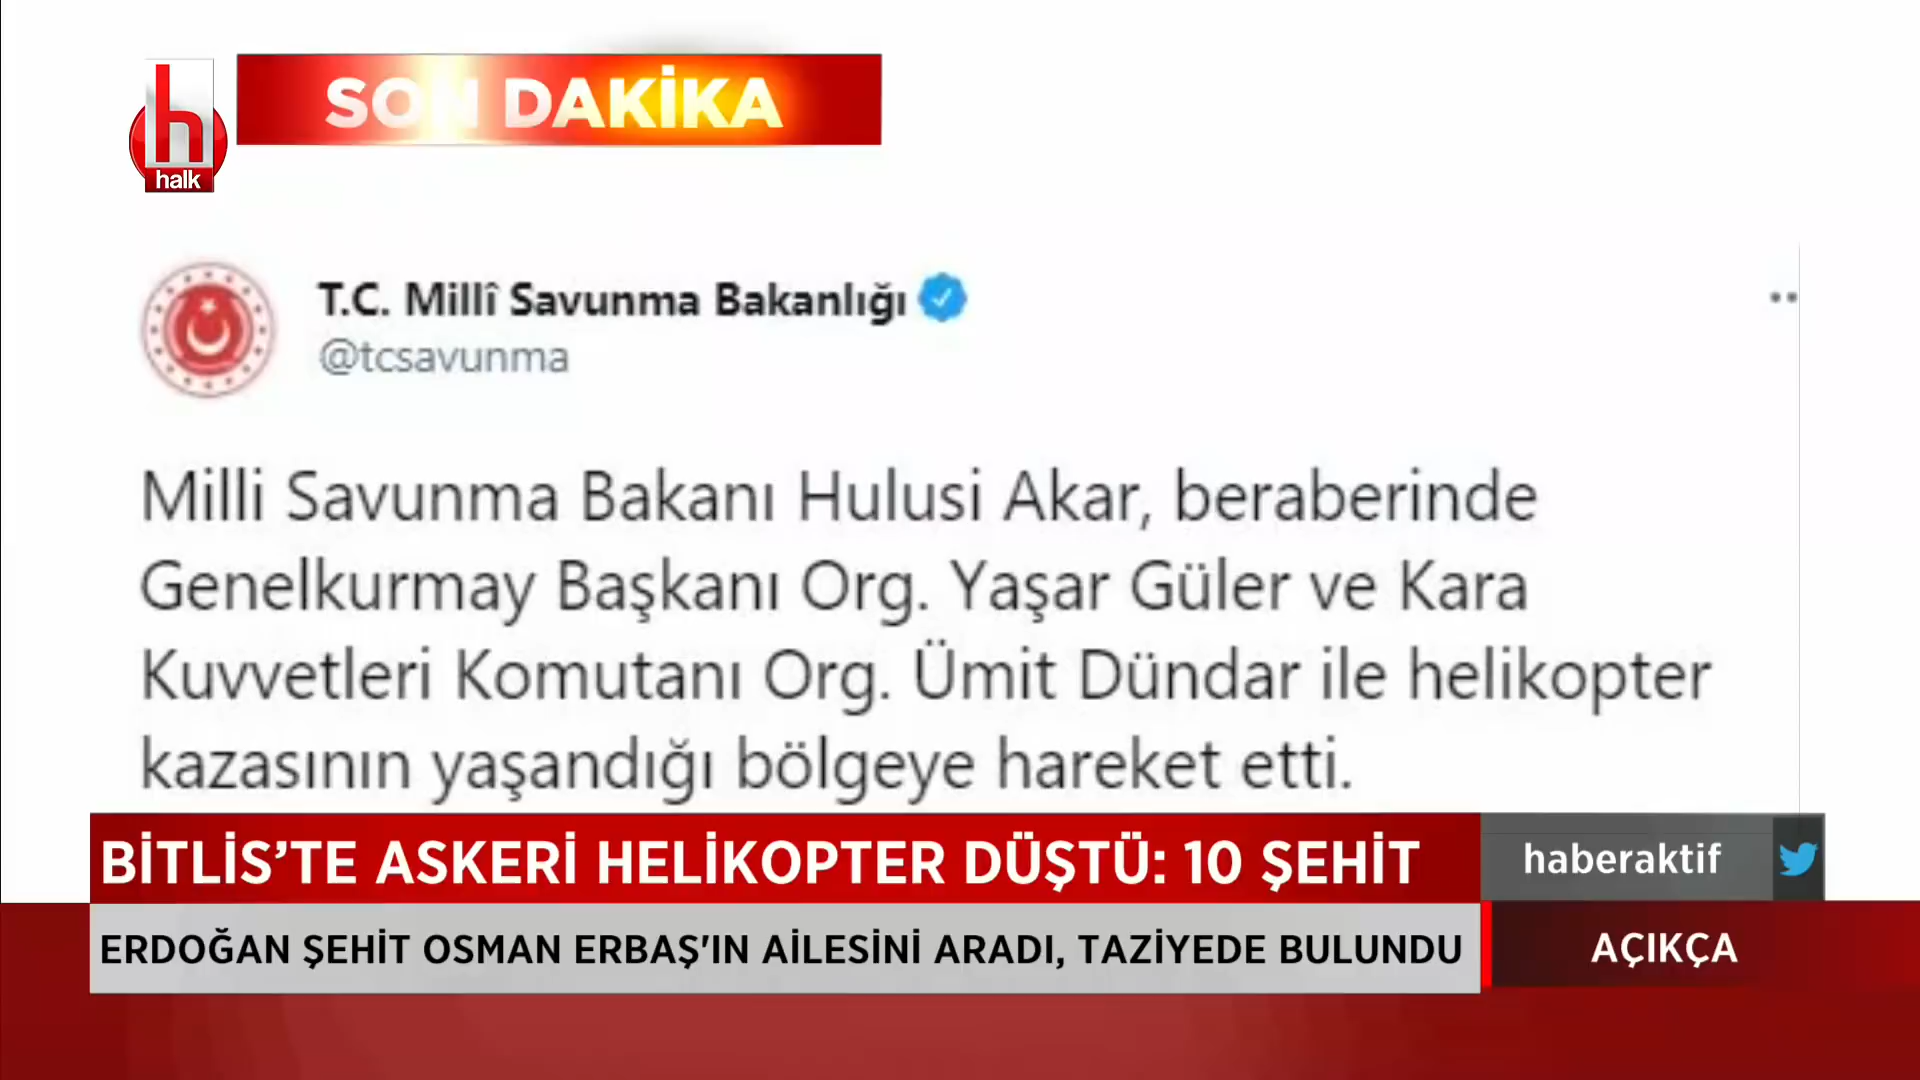 SON DAKİKA
h
halk
T.C. Millî Savunma Bakanlığı
@tcsavunma
Milli Savunma Bakanı Hulusi Akar, beraberinde
Genelkurmay Başkanı Org. Yaşar Güler ve Kara
Kuvvetleri Komutanı Org. Ümit Dündar ile helikopter
kazasının yaşandığı bölgeye hareket etti.
BİTLİS’TE ASKERİ HELİKOPTER DÜŞTÜ: 10 ŞEHİT
haberaktif
ERDOĞAN ŞEHİT OSMAN ERBAŞ'IN AİLESİNİ ARADI, TAZİYEDE BULUNDU
AÇIKÇA